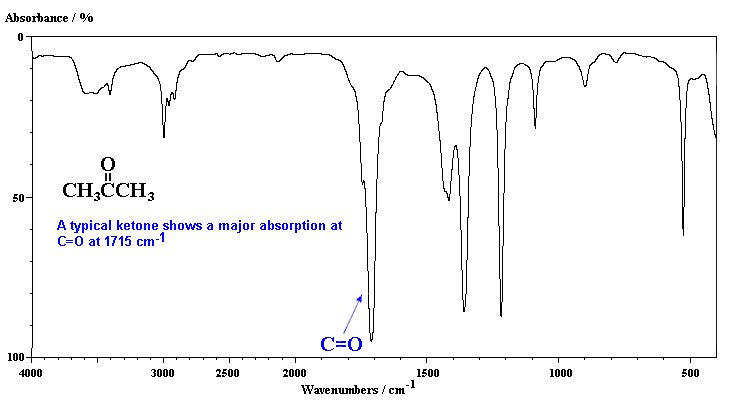 Absorbance / %
0
50
100
O
CH3CCH3
A typical ketone shows a major absorption at
C=O at 1715 cm-1
C=O
4000 3000 2000 1500 1000 500
Wavenumbers / cm-1